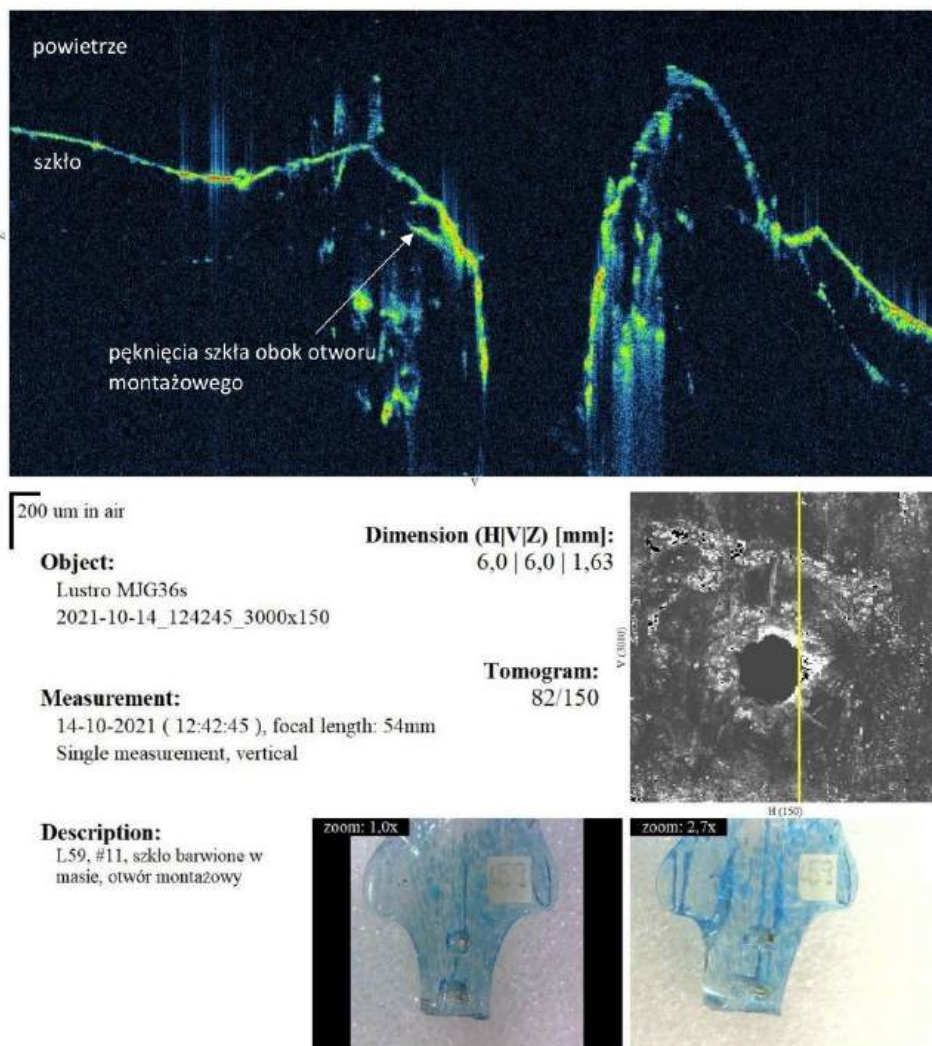 powietrze
szkło
pęknięcia szkła obok otworu
montażowego
V
200 um in air
Dimension (H|V|Z) [mm]:
6,0 | 6,0 | 1,63
Object:
Lustro MJG36s
2021-10-14_124245_3000x150
Tomogram:
82/150
Measurement:
14-10-2021 ( 12:42:45 ), focal length: 54mm
Single measurement, vertical
V (3000)
H (150)
Description:
L59, #11, szkło barwione w
masie, otwór montażowy
zoom: 1,0x
zoom: 2,7x